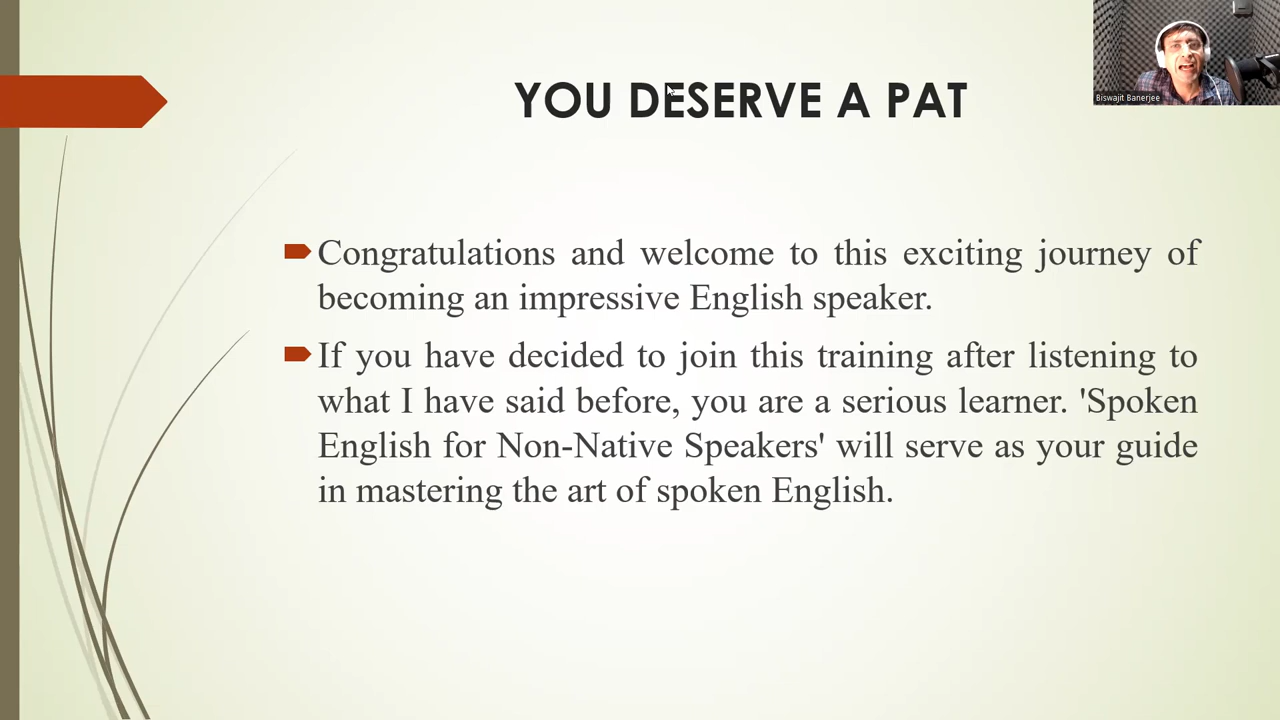 YOU DESERVE A PAT
Biswajit Banerjee
Congratulations and welcome to this exciting journey of
becoming an impressive English speaker.
If you have decided to join this training after listening to
what I have said before, you are a serious learner. 'Spoken
English for Non-Native Speakers' will serve as your guide
in mastering the art of spoken English.